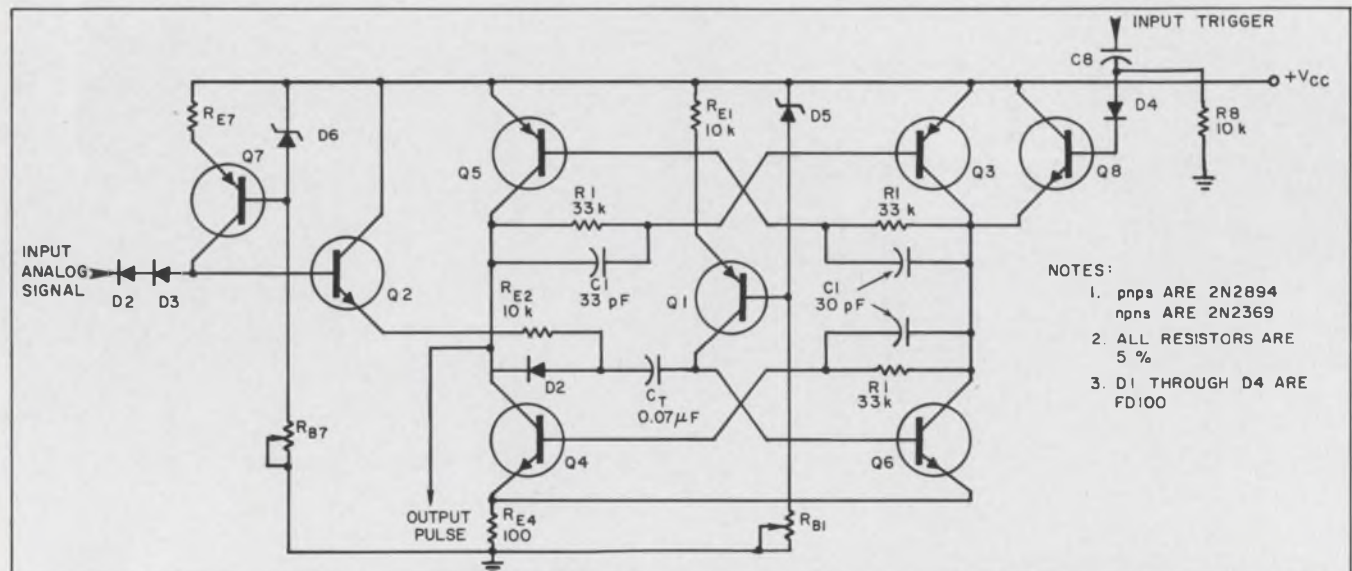 INPUT TRIGGER
C8
+VCC
RE7
D6
RE1
10 k
D5
D4
R8
10 k
Q7
Q5
Q3
Q8
R1
33 k
R1
33 k
INPUT
ANALOG
SIGNAL
D2 D3
Q2
C1
33 pF
RE2
10 k
Q1
C1
30 pF
D2
CT
0.07μF
R1
33k
RB7
Q4
Q6
OUTPUT
PULSE
RE4
100
RB1
NOTES:
1. pnps ARE 2N2894
npns ARE 2N2369
2. ALL RESISTORS ARE
5 %
3. D1 THROUGH D4 ARE
FD100